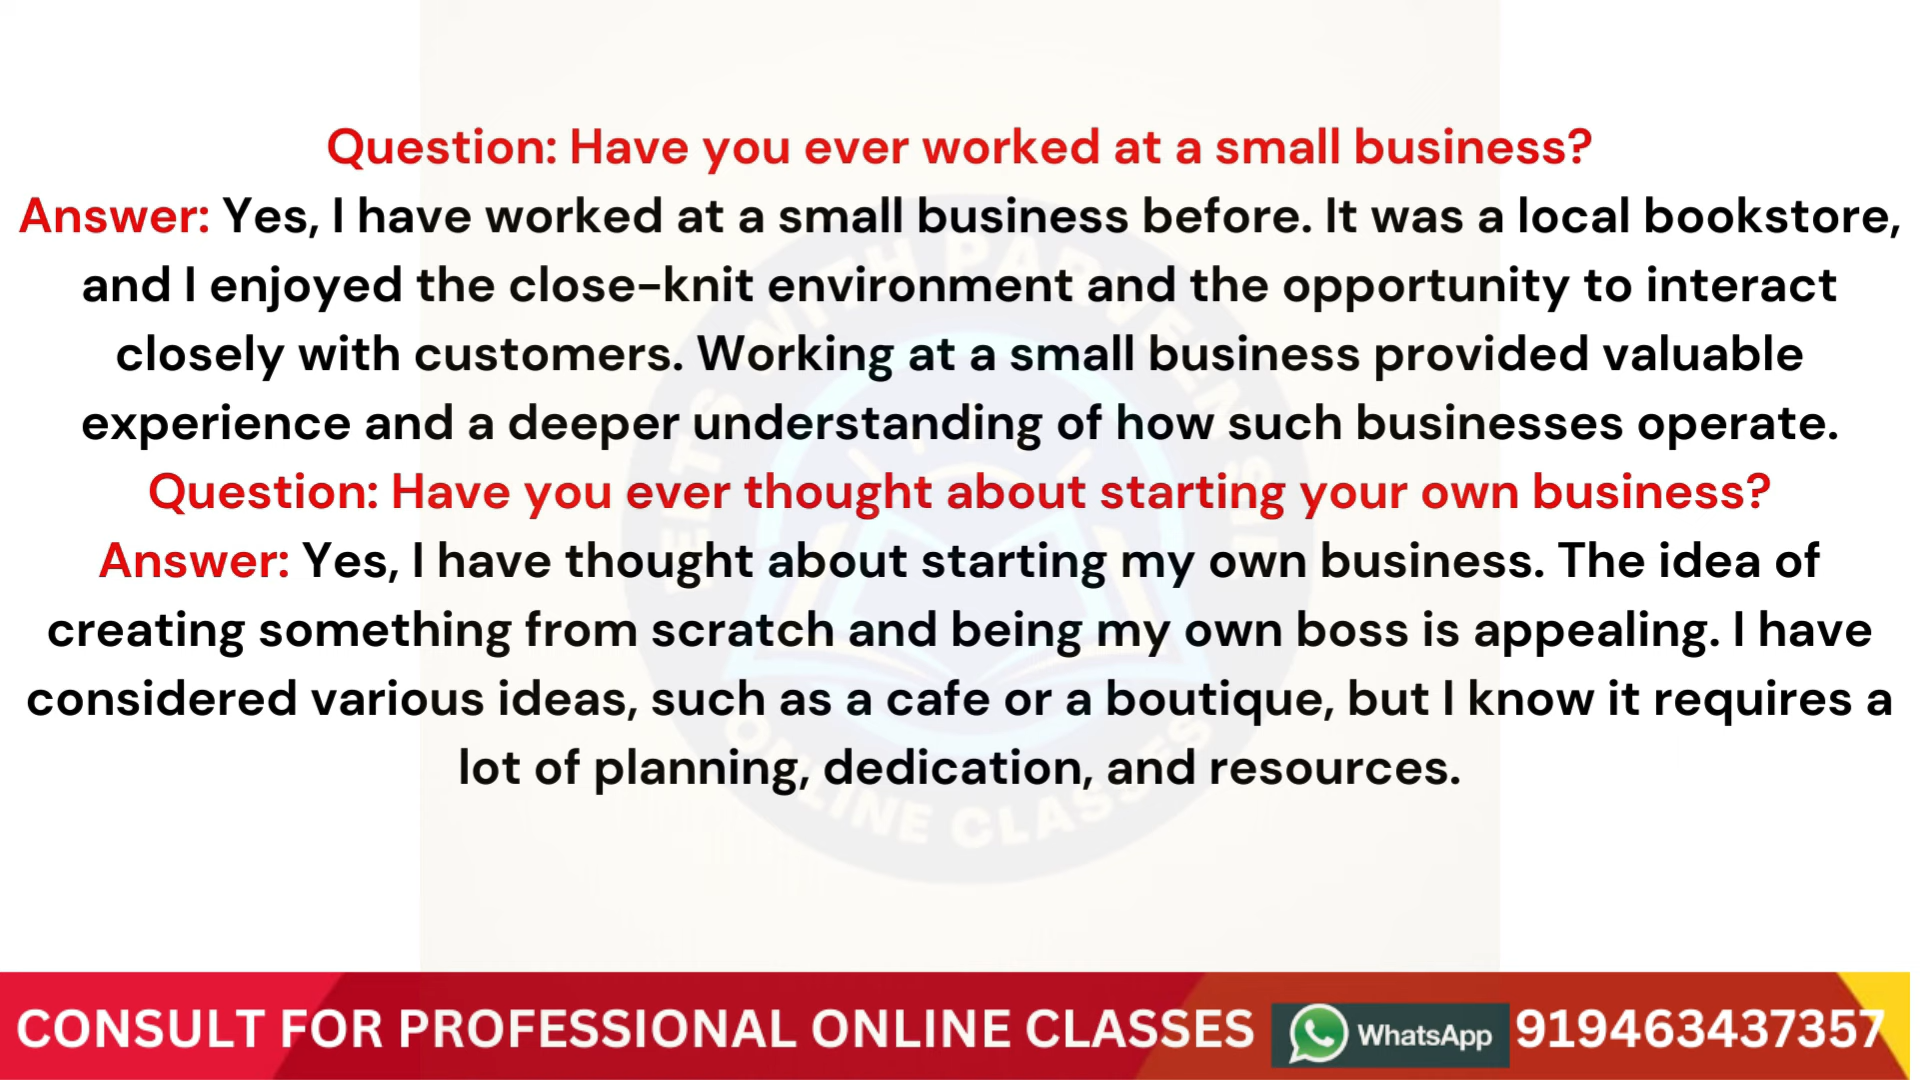 Question: Have you ever worked at a small business?
Answer: Yes, I have worked at a small business before. It was a local bookstore,
and I enjoyed the close-knit environment and the opportunity to interact
closely with customers. Working at a small business provided valuable
experience and a deeper understanding of how such businesses operate.
Question: Have you ever thought about starting your own business?
Answer: Yes, I have thought about starting my own business. The idea of
creating something from scratch and being my own boss is appealing. I have
considered various ideas, such as a cafe or a boutique, but I know it requires a
lot of planning, dedication, and resources.
ONLINE CLASSES
CONSULT FOR PROFESSIONAL ONLINE CLASSES WhatsApp 919463437357